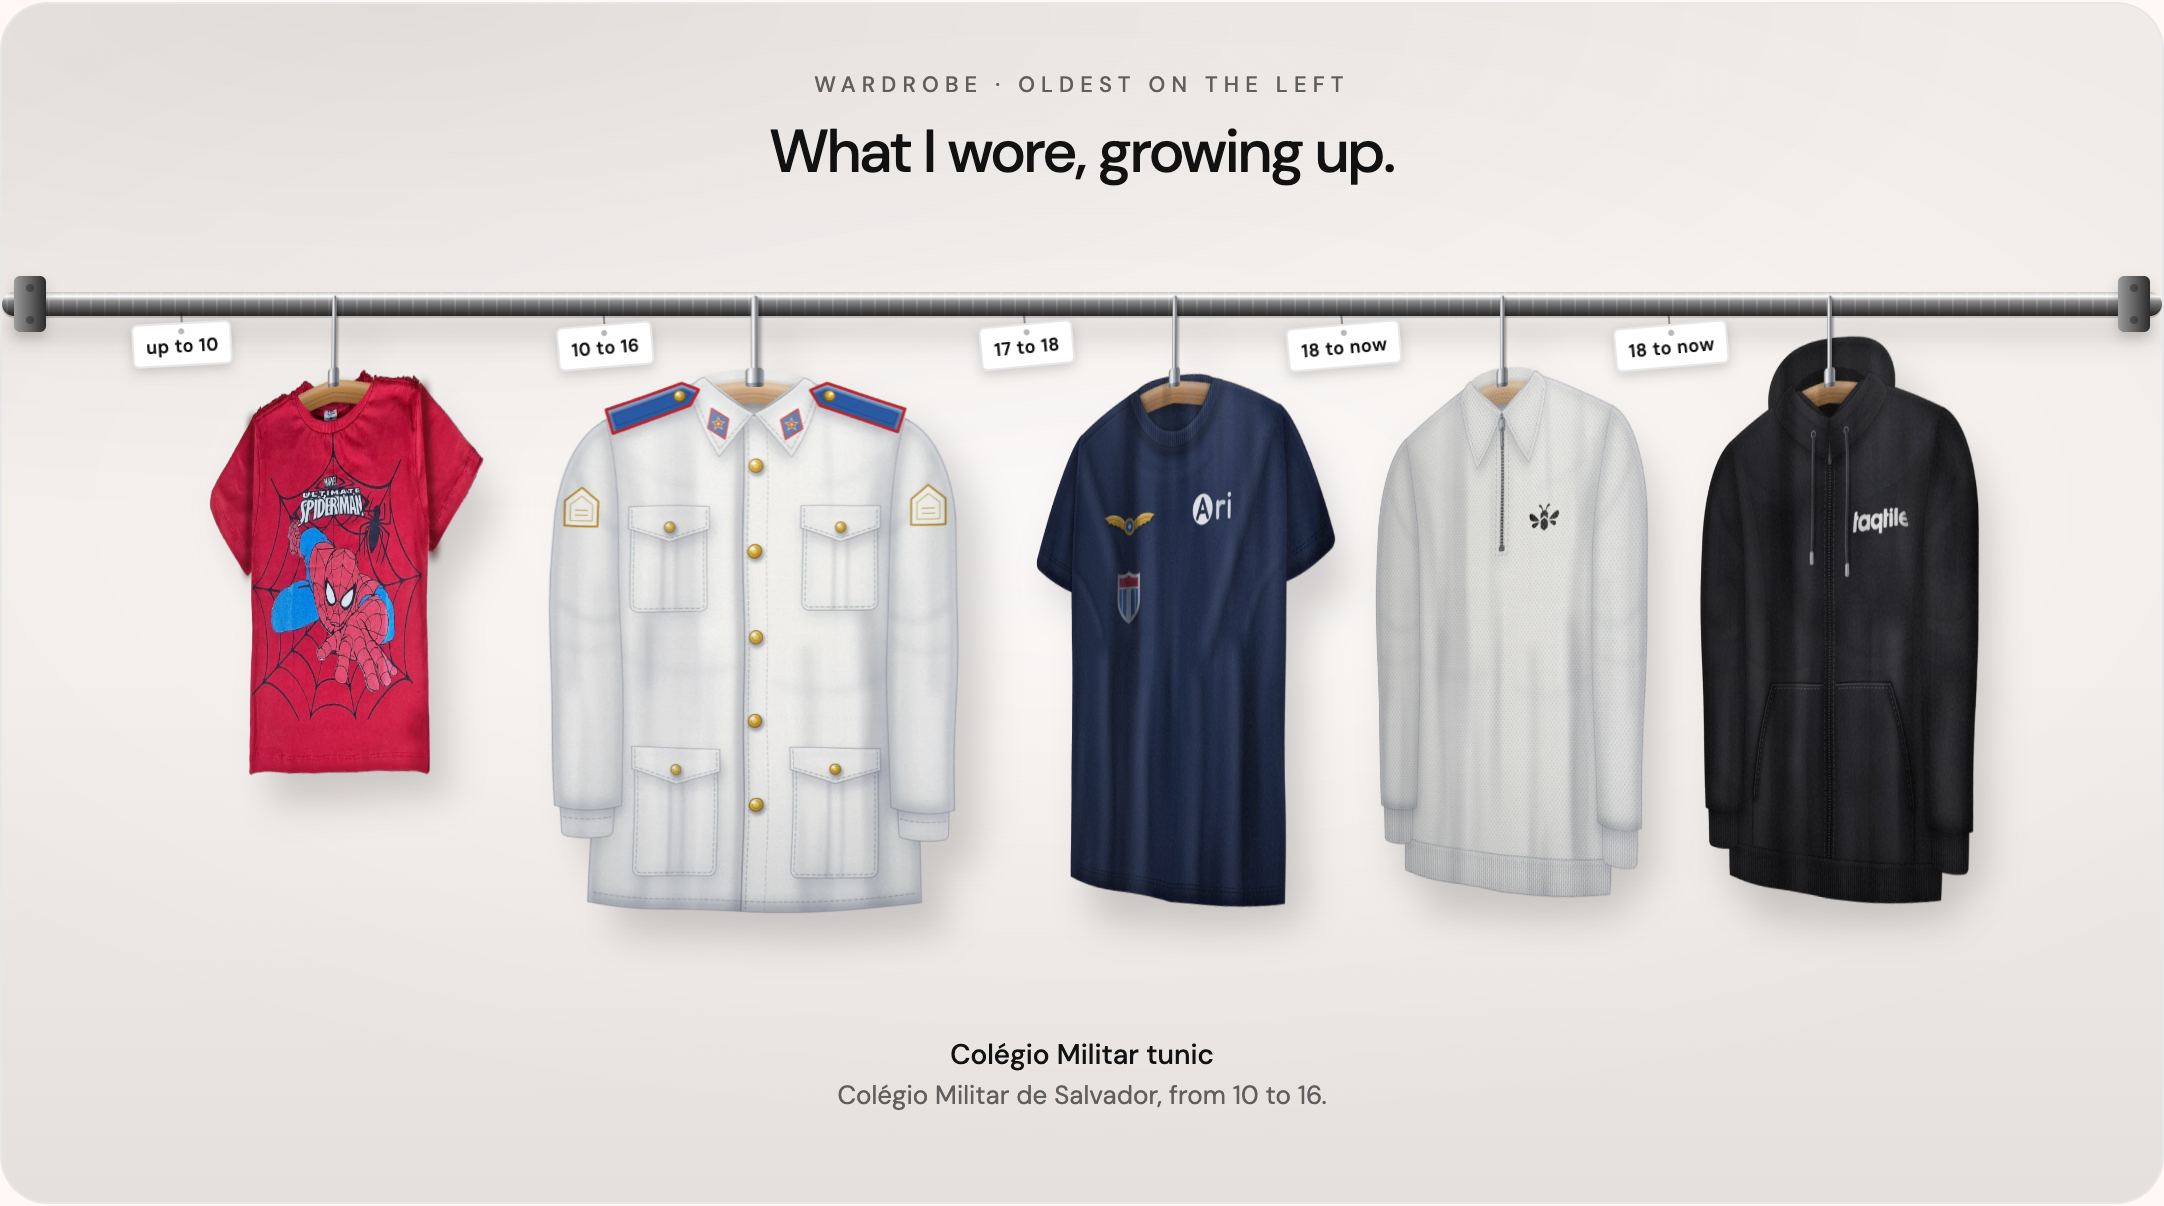 WARDROBE · OLDEST ON THE LEFT
What I wore, growing up.
up to 10
10 to 16
17 to 18
18 to now
18 to now
MARVEL
ULTIMATE
SPIDERMAN
Ari
taqtile
Colégio Militar tunic
Colégio Militar de Salvador, from 10 to 16.